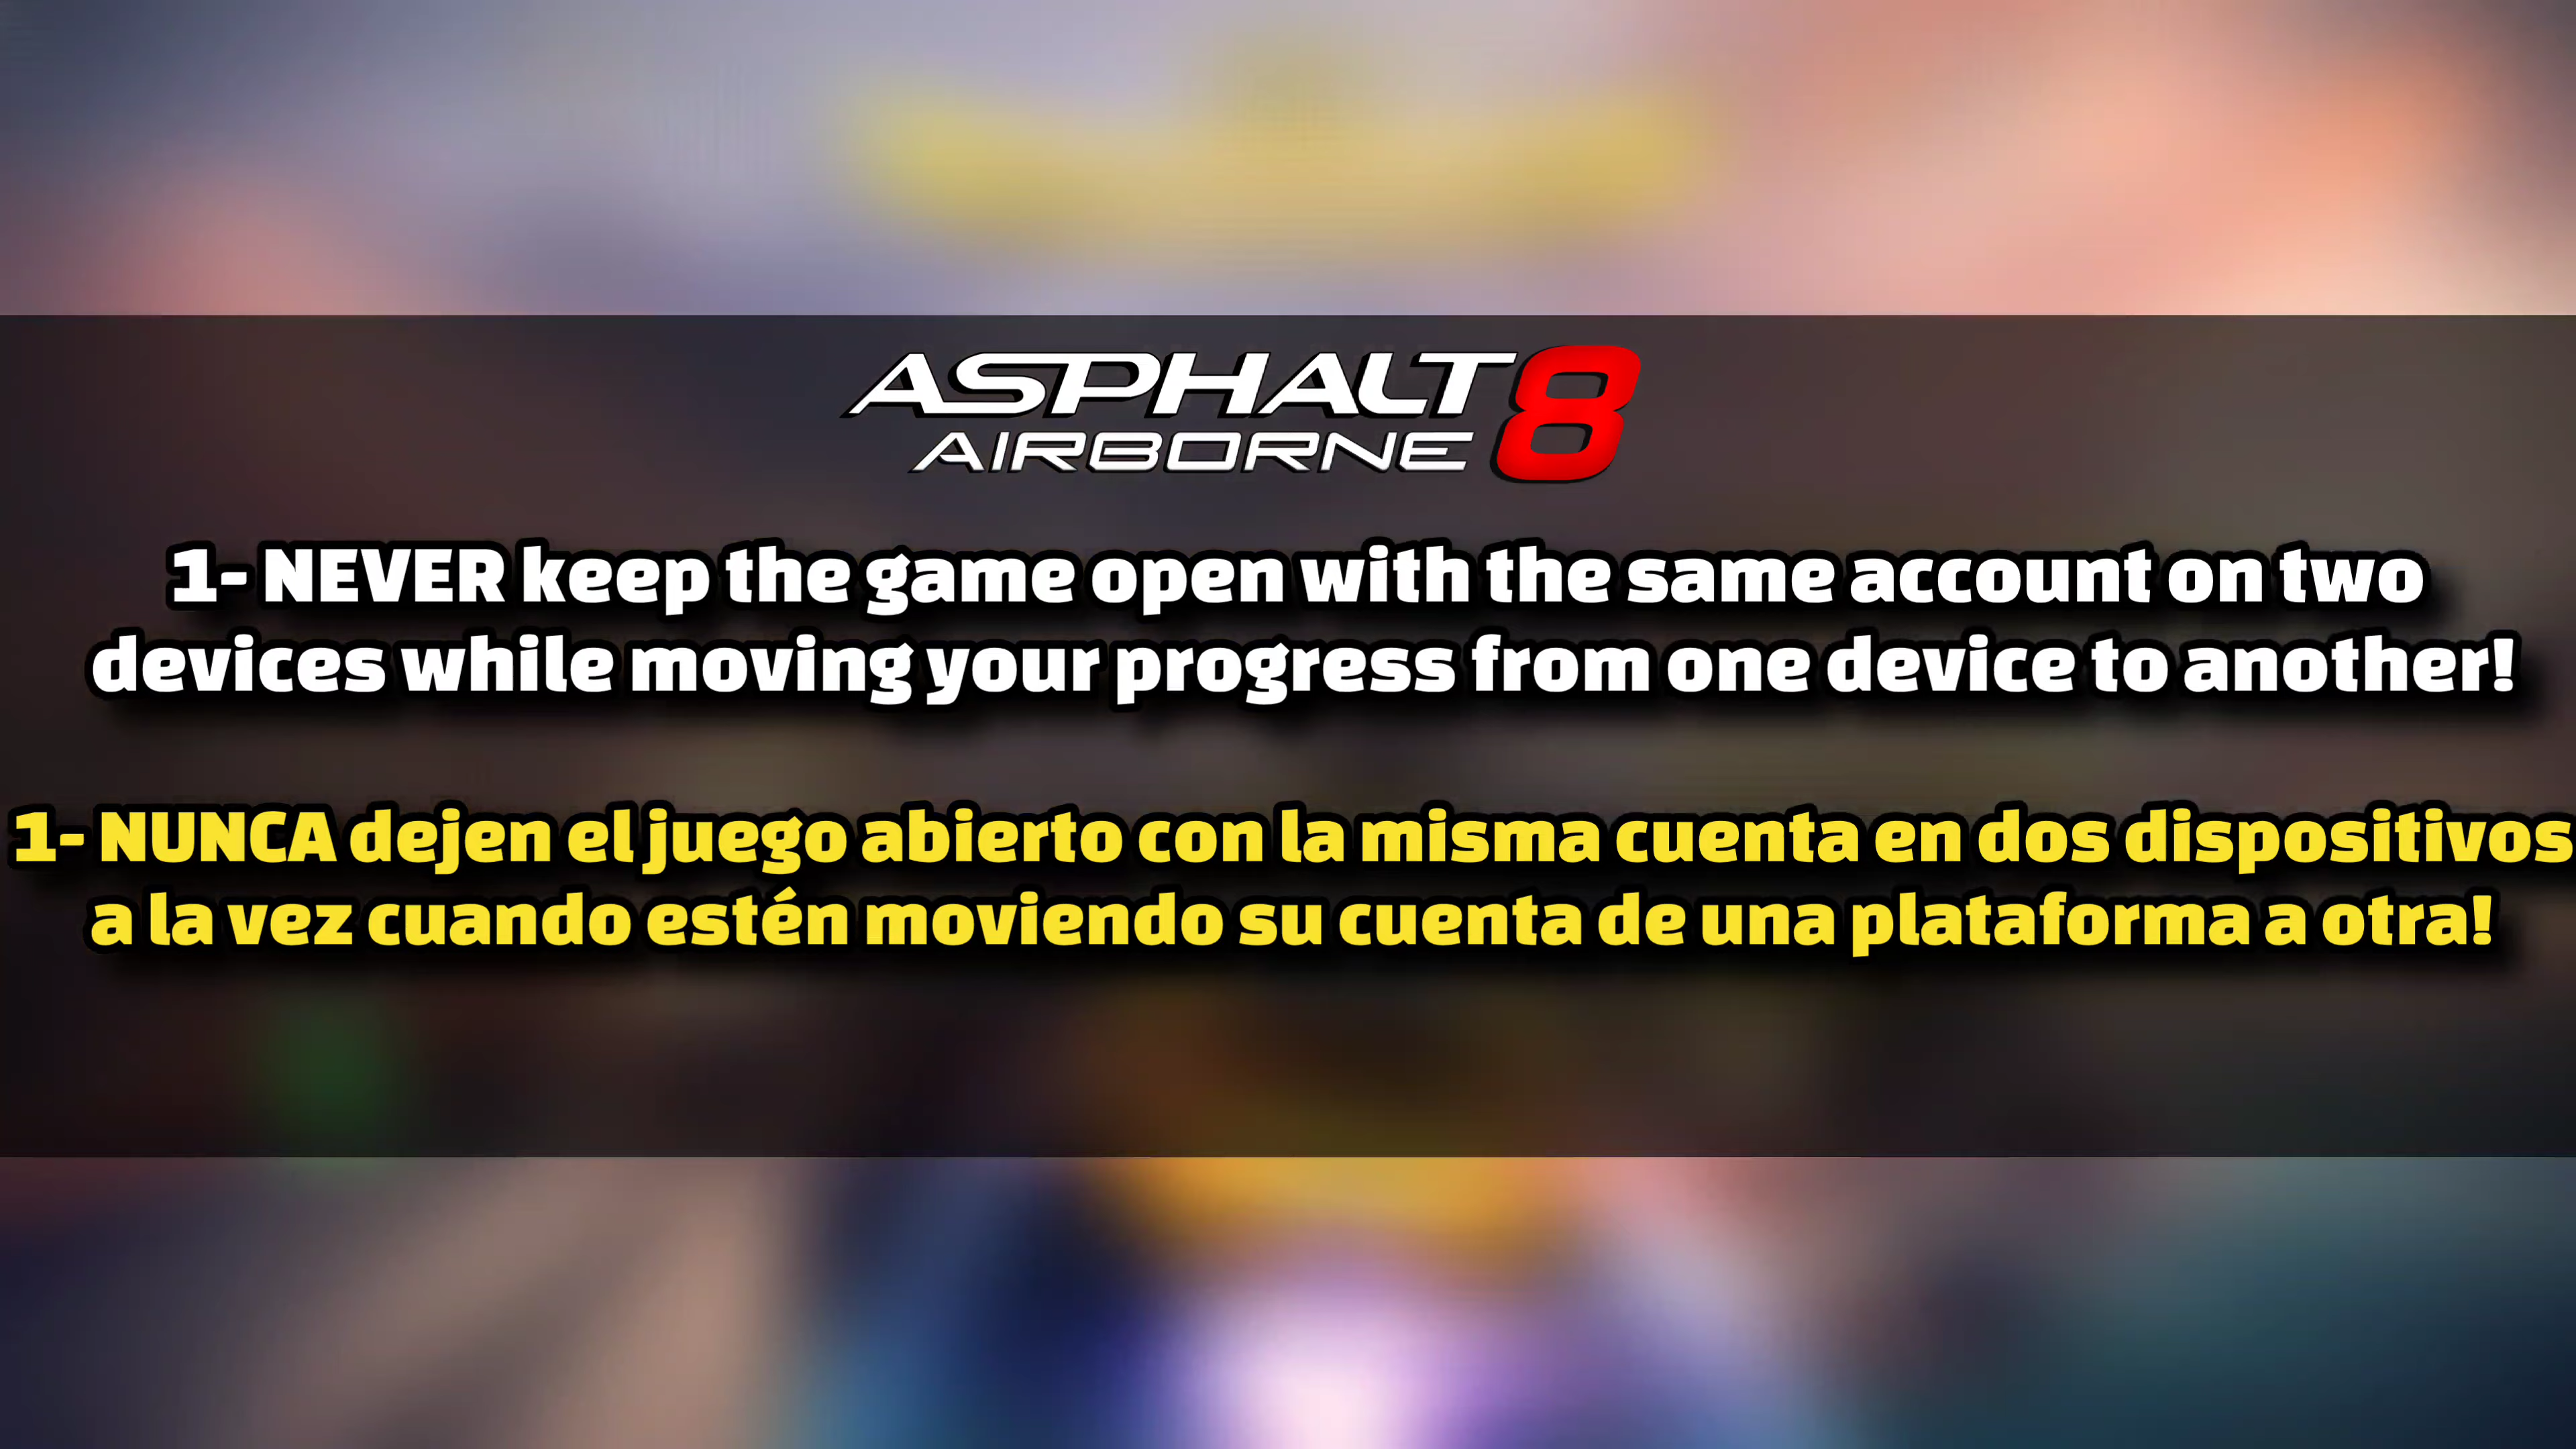 ASPHALT 8
AIRBORNE
1- NEVER keep the game open with the same account on two
devices while moving your progress from one device to another!
1- NUNCA dejen el juego abierto con la misma cuenta en dos dispositivos
a la vez cuando estén moviendo su cuenta de una plataforma a otra!